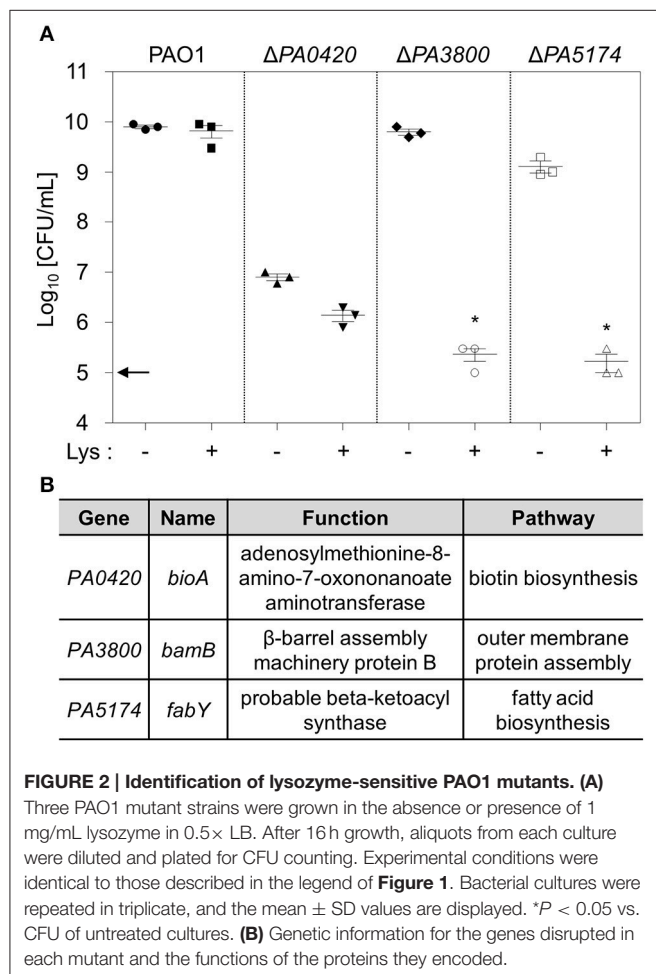 A
PAO1 ΔPA0420 ΔPA3800 ΔPA5174
Log10 [CFU/mL]
11
10
9
8
7
6
5
4
* *
Lys : - + - + - + - +
B
Gene Name Function Pathway
PA0420 bioA adenosylmethionine-8-
amino-7-oxononanoate
aminotransferase biotin biosynthesis
PA3800 bamB β-barrel assembly
machinery protein B outer membrane
protein assembly
PA5174 fabY probable beta-ketoacyl
synthase fatty acid
biosynthesis
FIGURE 2 | Identification of lysozyme-sensitive PAO1 mutants. (A)
Three PAO1 mutant strains were grown in the absence or presence of 1
mg/mL lysozyme in 0.5× LB. After 16 h growth, aliquots from each culture
were diluted and plated for CFU counting. Experimental conditions were
identical to those described in the legend of Figure 1. Bacterial cultures were
repeated in triplicate, and the mean ± SD values are displayed. *P < 0.05 vs.
CFU of untreated cultures. (B) Genetic information for the genes disrupted in
each mutant and the functions of the proteins they encoded.